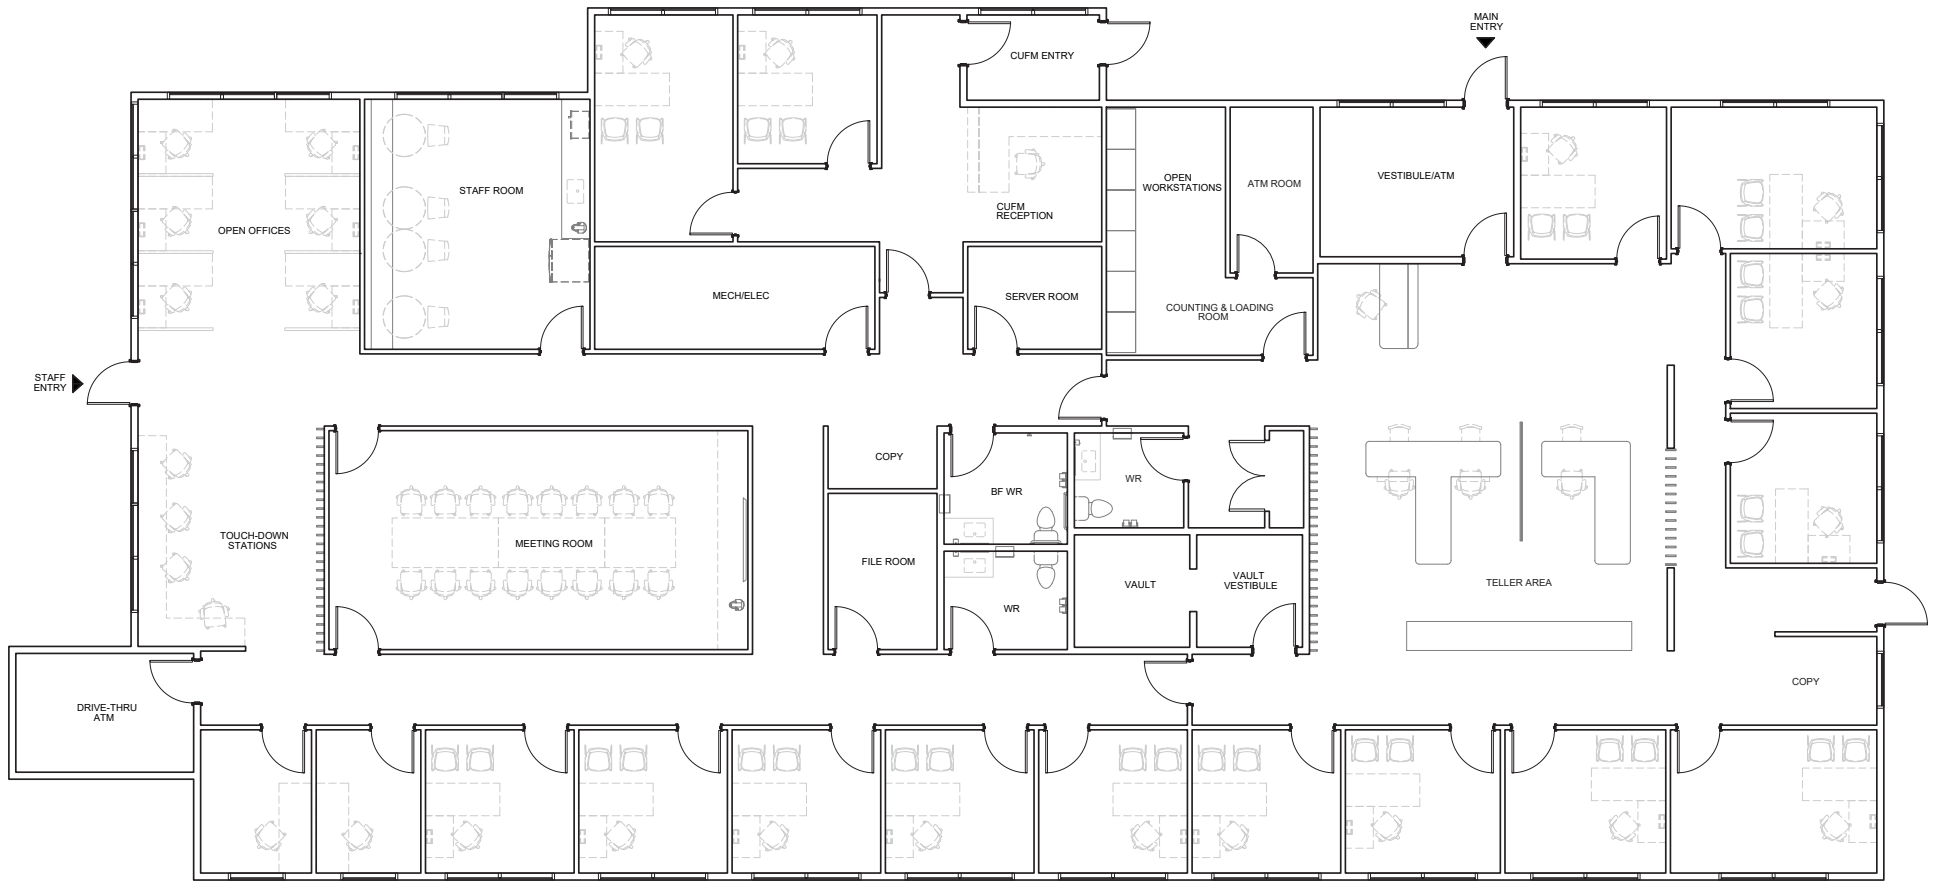 MAIN
ENTRY
CUFM ENTRY
STAFF ROOM
OPEN
WORKSTATIONS
ATM ROOM
VESTIBULE/ATM
CUFM
RECEPTION
OPEN OFFICES
MECH/ELEC
SERVER ROOM
COUNTING & LOADING
ROOM
STAFF
ENTRY
COPY
BF WR
WR
TOUCH-DOWN
STATIONS
MEETING ROOM
FILE ROOM
VAULT
VAULT
VESTIBULE
TELLER AREA
WR
COPY
DRIVE-THRU
ATM